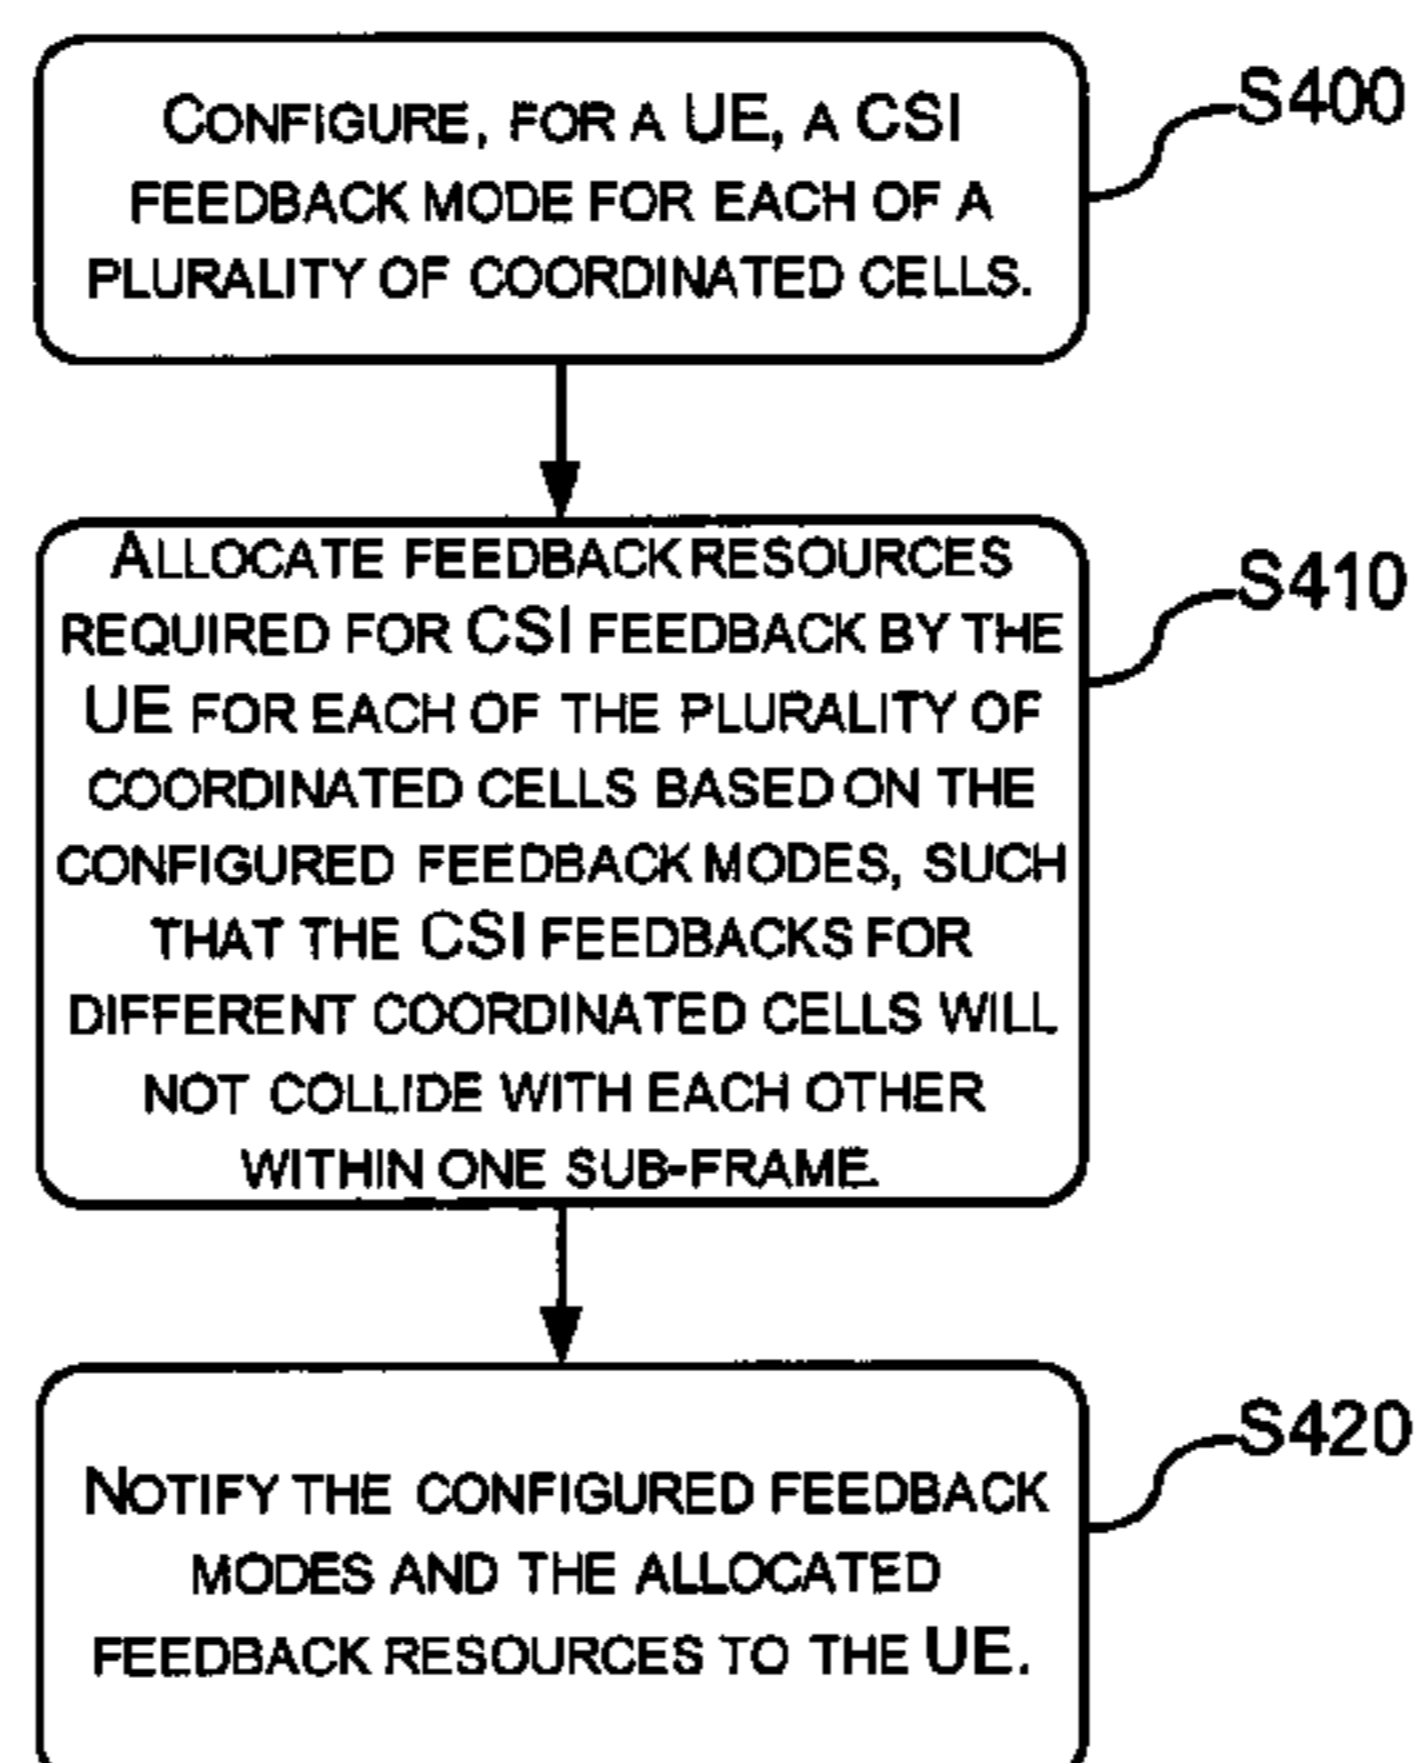 CONFIGURE, FOR A UE, A CSI
FEEDBACK MODE FOR EACH OF A
PLURALITY OF COORDINATED CELLS.
S400
ALLOCATE FEEDBACK RESOURCES
REQUIRED FOR CSI FEEDBACK BY THE
UE FOR EACH OF THE PLURALITY OF
COORDINATED CELLS BASED ON THE
CONFIGURED FEEDBACK MODES, SUCH
THAT THE CSI FEEDBACKS FOR
DIFFERENT COORDINATED CELLS WILL
NOT COLLIDE WITH EACH OTHER
WITHIN ONE SUB-FRAME.
S410
NOTIFY THE CONFIGURED FEEDBACK
MODES AND THE ALLOCATED
FEEDBACK RESOURCES TO THE UE.
S420